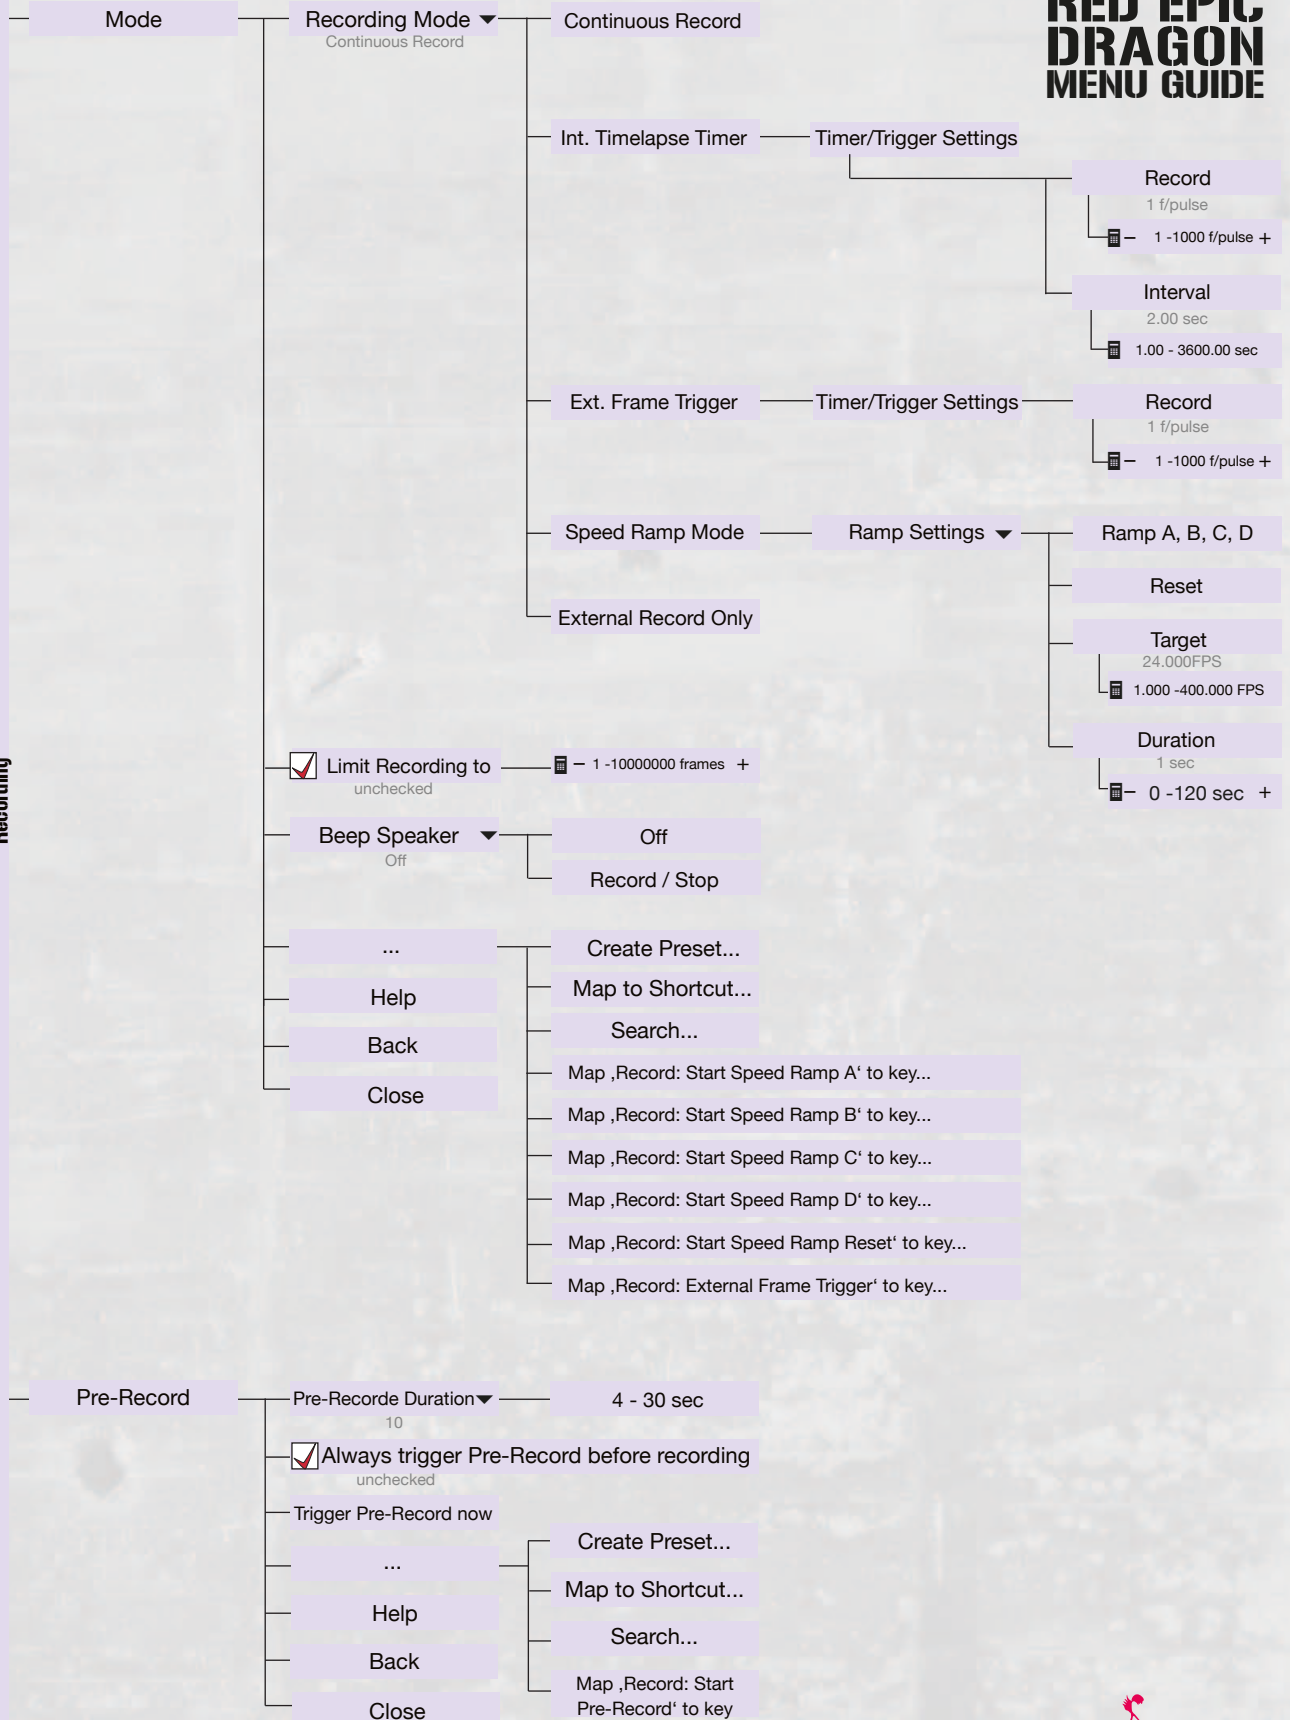 RED EPIC
DRAGON
MENU GUIDE
Recording
Mode
Recording Mode
Continuous Record
Continuous Record
Int. Timelapse Timer
Timer/Trigger Settings
Record
1 f/pulse
− 1 -1000 f/pulse +
Interval
2.00 sec
1.00 - 3600.00 sec
Ext. Frame Trigger
Timer/Trigger Settings
Record
1 f/pulse
− 1 -1000 f/pulse +
Speed Ramp Mode
Ramp Settings
Ramp A, B, C, D
Reset
Target
24.000FPS
1.000 -400.000 FPS
Duration
1 sec
− 0 -120 sec +
External Record Only
Limit Recording to
unchecked
− 1 -10000000 frames +
Beep Speaker
Off
Off
Record / Stop
...
Create Preset...
Map to Shortcut...
Search...
Map ‚Record: Start Speed Ramp A‘ to key...
Map ‚Record: Start Speed Ramp B‘ to key...
Map ‚Record: Start Speed Ramp C‘ to key...
Map ‚Record: Start Speed Ramp D‘ to key...
Map ‚Record: Start Speed Ramp Reset‘ to key...
Map ‚Record: External Frame Trigger‘ to key...
Help
Back
Close
Pre-Record
Pre-Recorde Duration
10
4 - 30 sec
Always trigger Pre-Record before recording
unchecked
Trigger Pre-Record now
...
Create Preset...
Map to Shortcut...
Search...
Map ‚Record: Start
Pre-Record‘ to key
Help
Back
Close